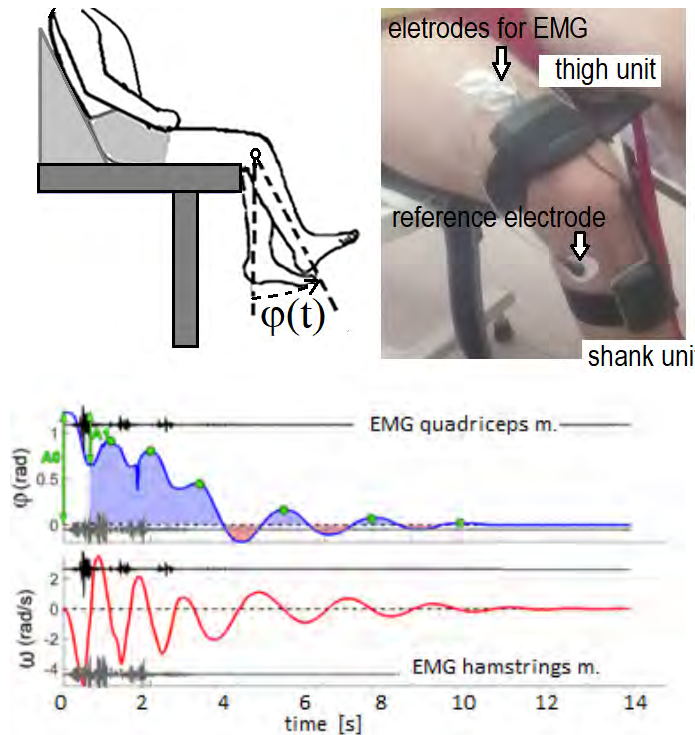 eletrodes for EMG
thigh unit
reference electrode
shank uni
φ(t)
EMG quadriceps m.
A0
1
0.5
0
φ(rad)
2
0
-2
-4
ω (rad/s)
EMG hamstrings m.
0 2 4 6 8 10 12 14
time [s]